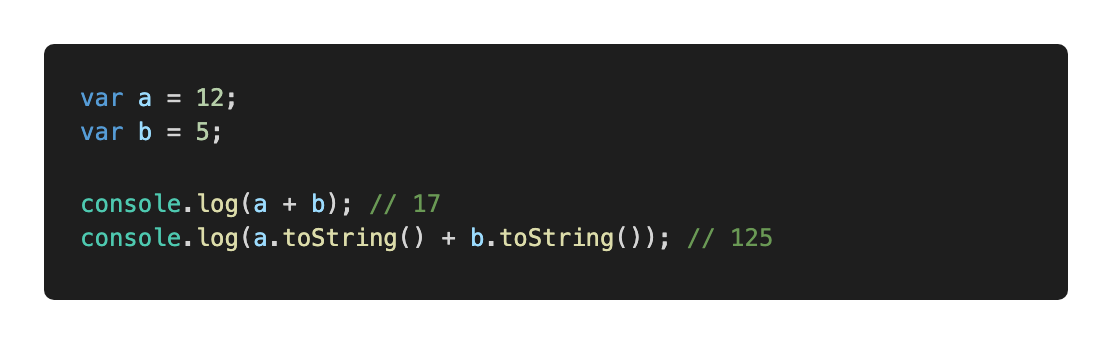 var a = 12;
var b = 5;
console.log(a + b); // 17
console.log(a.toString() + b.toString()); // 125